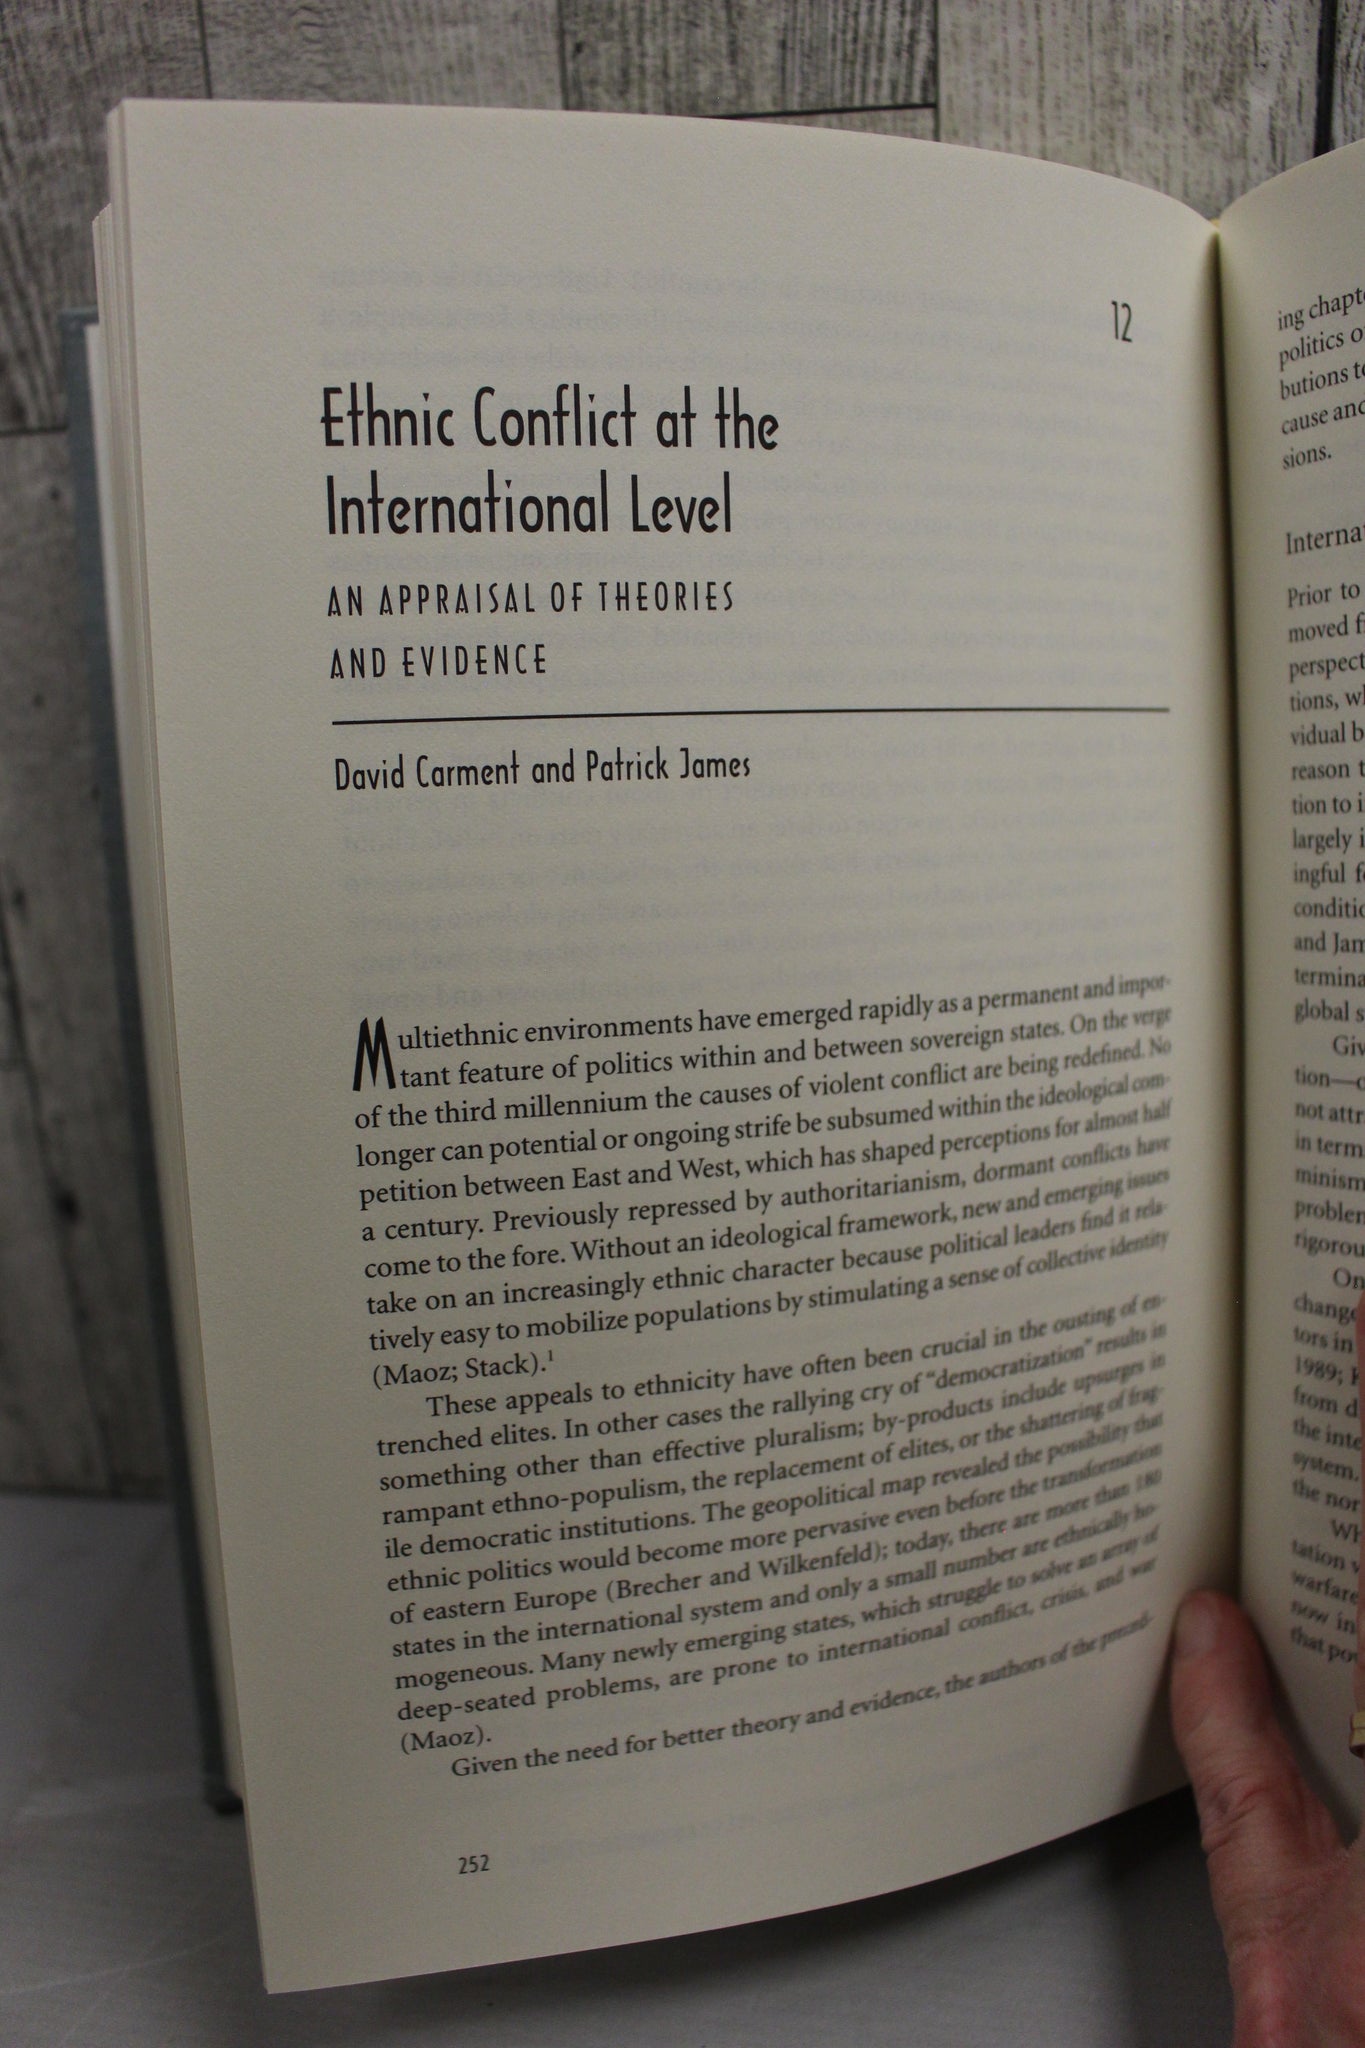 12
Ethnic Conflict at the
International Level
AN APPRAISAL OF THEORIES
AND EVIDENCE
David Carment and Patrick James
Multiethnic environments have emerged rapidly as a permanent and impor-
tant feature of politics within and between sovereign states. On the verge
of the third millennium the causes of violent conflict are being redefined. No
longer can potential or ongoing strife be subsumed within the ideological com-
petition between East and West, which has shaped perceptions for almost half
a century. Previously repressed by authoritarianism, dormant conflicts have
come to the fore. Without an ideological framework, new and emerging issues
take on an increasingly ethnic character because political leaders find it rela-
tively easy to mobilize populations by stimulating a sense of collective identity
(Maoz; Stack).¹
These appeals to ethnicity have often been crucial in the ousting of en-
trenched elites. In other cases the rallying cry of “democratization” results in
something other than effective pluralism; by-products include upsurges in
rampant ethno-populism, the replacement of elites, or the shattering of frag-
ile democratic institutions. The geopolitical map revealed the possibility that
ethnic politics would become more pervasive even before the transformation
of eastern Europe (Brecher and Wilkenfeld); today, there are more than 180
states in the international system and only a small number are ethnically ho-
mogeneous. Many newly emerging states, which struggle to solve an array of
deep-seated problems, are prone to international conflict, crisis, and war
(Maoz).
Given the need for better theory and evidence, the authors of the preced-
252
ing chapt
politics o
butions t
cause and
sions.
Interna
Prior to
moved f
perspect
tions, w
vidual b
reason t
tion to i
largely i
ingful f
conditi
and Jam
termina
global s
Giv
tion—
not attr
in term
minism
problem
rigorou
On
change
tors in
1989;
from d
the inte
system.
the nor
Wh
tation v
warfare
now in
that po